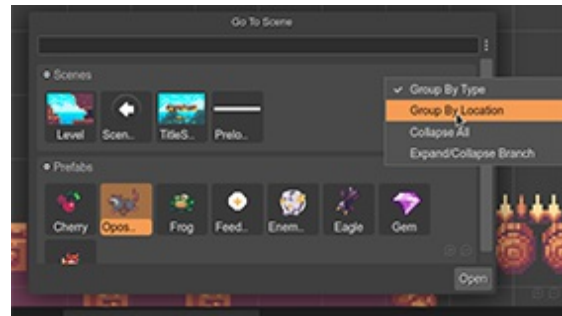 Go To Scene
Scenes
Level Scen.. TitleS.. Prelo..
Group By Type
Group By Location
Collapse All
Expand/Collapse Branch
Prefabs
Cherry Opos.. Frog Feed.. Enem.. Eagle Gem
Open